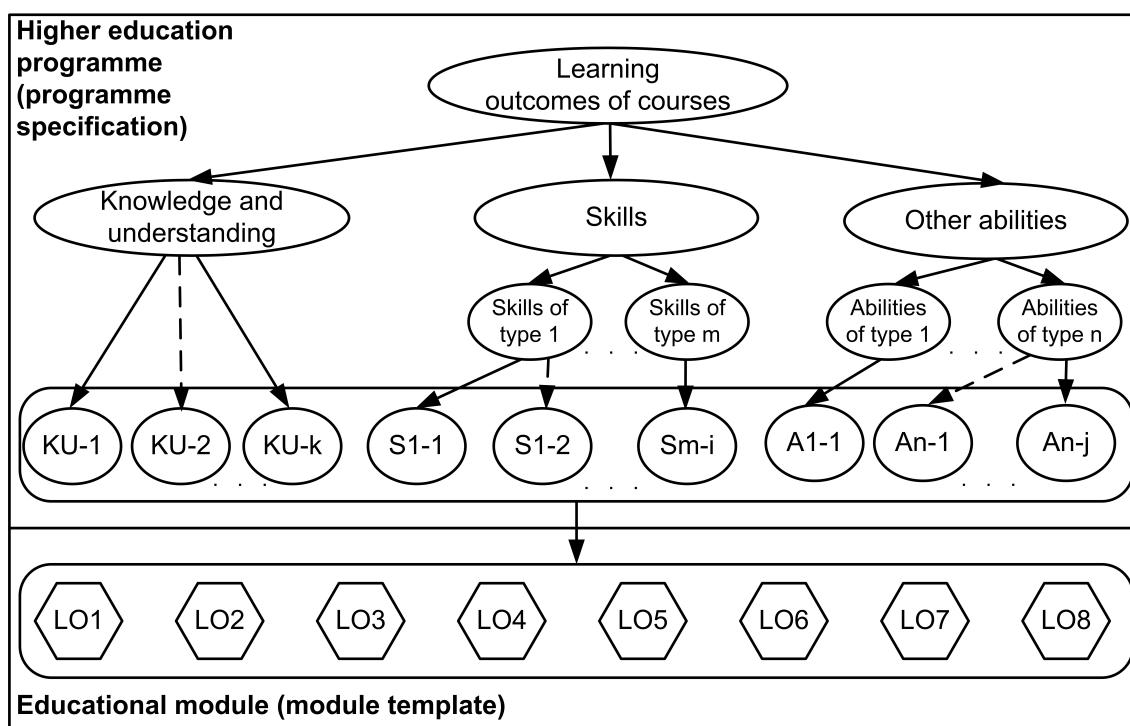 Higher education
programme
(programme
specification)
Learning
outcomes of courses
Knowledge and
understanding
Skills
Other abilities
Skills of
type 1
. . . .
Skills of
type m
Abilities
of type 1
. . . .
Abilities
of type n
KU-1
KU-2
. . . .
KU-k
S1-1
S1-2
. . . .
Sm-i
A1-1
An-1
. . . .
An-j
LO1
LO2
LO3
LO4
LO5
LO6
LO7
LO8
Educational module (module template)